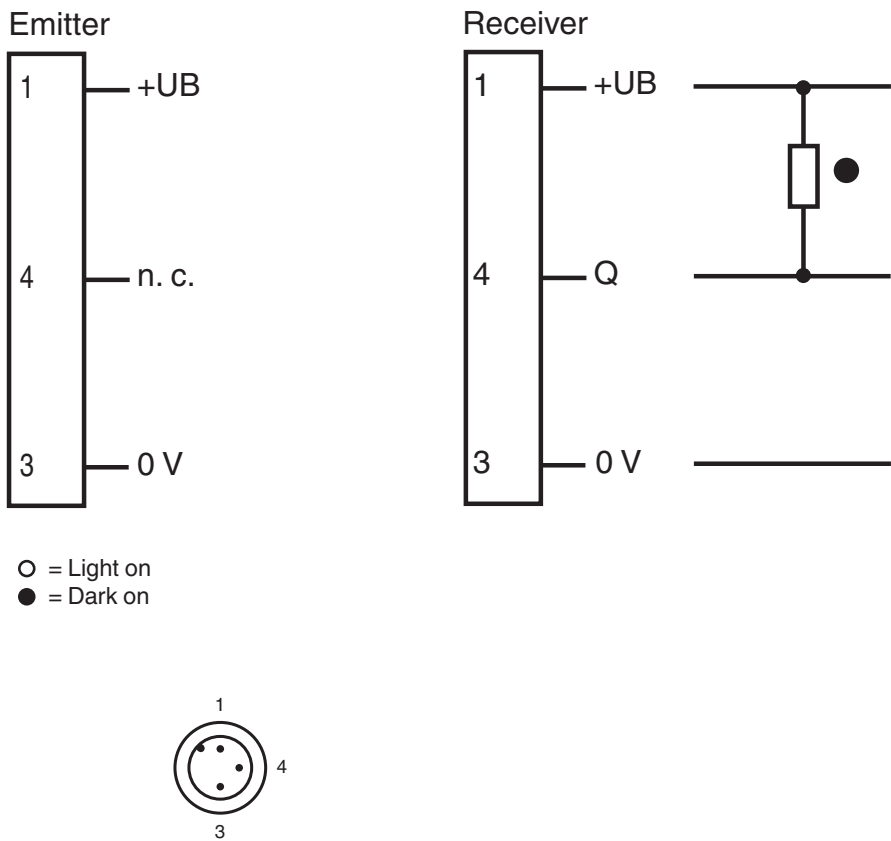 Emitter
1 +UB
4 n. c.
3 0 V
Receiver
1 +UB
4 Q
3 0 V
= Light on
= Dark on
1
4
3